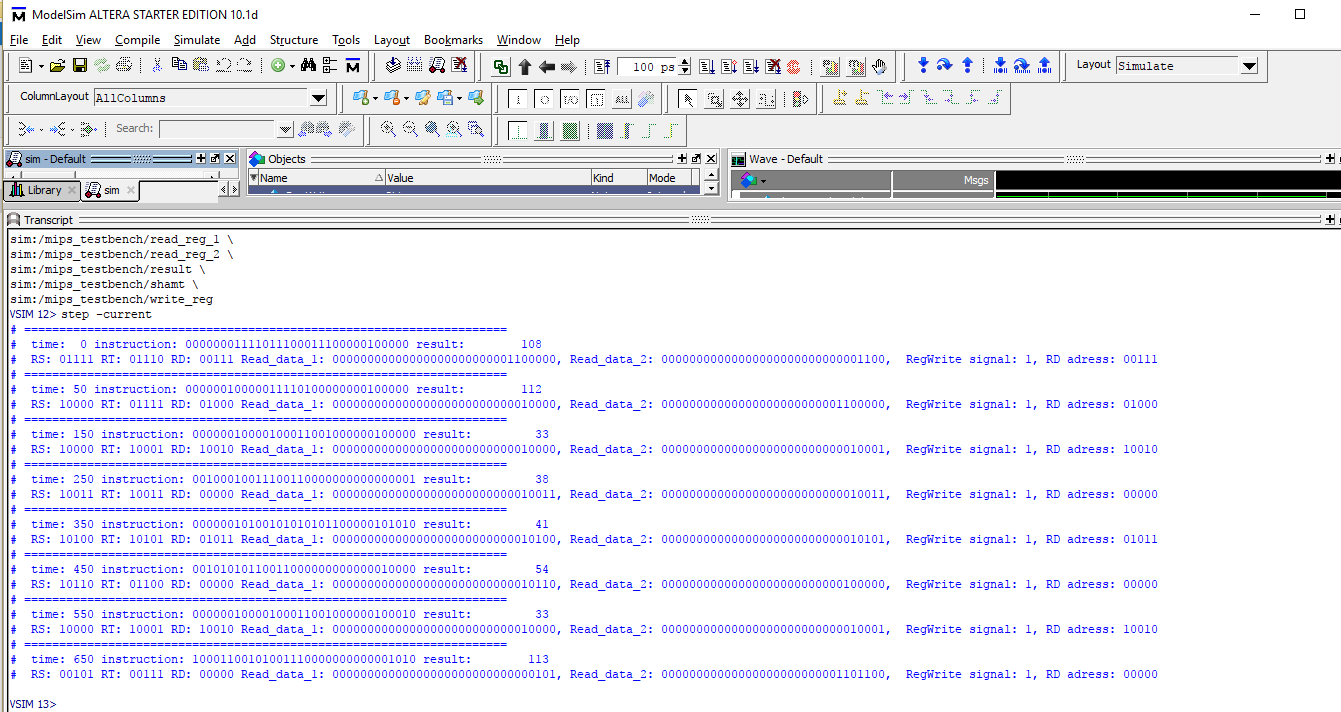 ModelSim ALTERA STARTER EDITION 10.1d
File Edit View Compile Simulate Add Structure Tools Layout Bookmarks Window Help
100 ps Layout Simulate
ColumnLayout AllColumns
Search:
sim - Default Objects Wave - Default
Name Value Kind Mode Msgs
Library sim
Transcript
sim:/mips_testbench/read_reg_1 \
sim:/mips_testbench/read_reg_2 \
sim:/mips_testbench/result \
sim:/mips_testbench/shamt \
sim:/mips_testbench/write_reg
VSIM 12> step -current
# =====================================================================
#  time:  0 instruction: 00000001111011100011100000100000 result:        108
#  RS: 01111 RT: 01110 RD: 00111 Read_data_1: 00000000000000000000000001100000, Read_data_2: 00000000000000000000000000001100,  RegWrite signal: 1, RD adress: 00111
# =====================================================================
#  time: 50 instruction: 00000010000011110100000000100000 result:        112
#  RS: 10000 RT: 01111 RD: 01000 Read_data_1: 00000000000000000000000000010000, Read_data_2: 00000000000000000000000001100000,  RegWrite signal: 1, RD adress: 01000
# =====================================================================
#  time: 150 instruction: 00000010000100011001000000100000 result:         33
#  RS: 10000 RT: 10001 RD: 10010 Read_data_1: 00000000000000000000000000010000, Read_data_2: 00000000000000000000000000010001,  RegWrite signal: 1, RD adress: 10010
# =====================================================================
#  time: 250 instruction: 00100010011100110000000000000001 result:         38
#  RS: 10011 RT: 10011 RD: 00000 Read_data_1: 00000000000000000000000000010011, Read_data_2: 00000000000000000000000000010011,  RegWrite signal: 1, RD adress: 00000
# =====================================================================
#  time: 350 instruction: 00000010100101010101100000101010 result:         41
#  RS: 10100 RT: 10101 RD: 01011 Read_data_1: 00000000000000000000000000010100, Read_data_2: 00000000000000000000000000010101,  RegWrite signal: 1, RD adress: 01011
# =====================================================================
#  time: 450 instruction: 00101010110011000000000000010000 result:         54
#  RS: 10110 RT: 01100 RD: 00000 Read_data_1: 00000000000000000000000000010110, Read_data_2: 00000000000000000000000000100000,  RegWrite signal: 1, RD adress: 00000
# =====================================================================
#  time: 550 instruction: 00000010000100011001000000100010 result:         33
#  RS: 10000 RT: 10001 RD: 10010 Read_data_1: 00000000000000000000000000010000, Read_data_2: 00000000000000000000000000010001,  RegWrite signal: 1, RD adress: 10010
# =====================================================================
#  time: 650 instruction: 10001100101001110000000000001010 result:        113
#  RS: 00101 RT: 00111 RD: 00000 Read_data_1: 00000000000000000000000000000101, Read_data_2: 00000000000000000000000001101100,  RegWrite signal: 1, RD adress: 00000
VSIM 13>